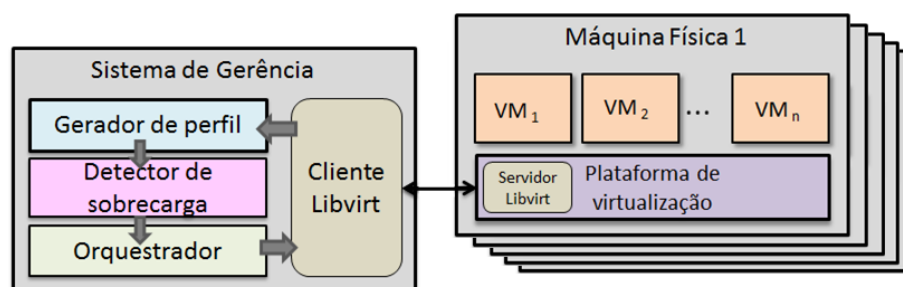 Sistema de Gerência
Gerador de perfil
Detector de
sobrecarga
Orquestrador
Cliente
Libvirt
Máquina Física 1
VM 1
VM 2
...
VM n
Servidor
Libvirt
Plataforma de
virtualização